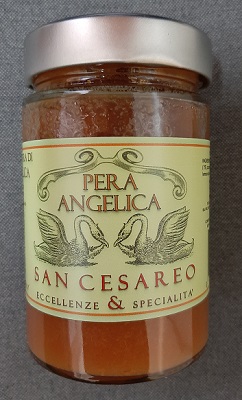 PERA
ANGELICA
SAN CESAREO
ECCELLENZE & SPECIALITA'